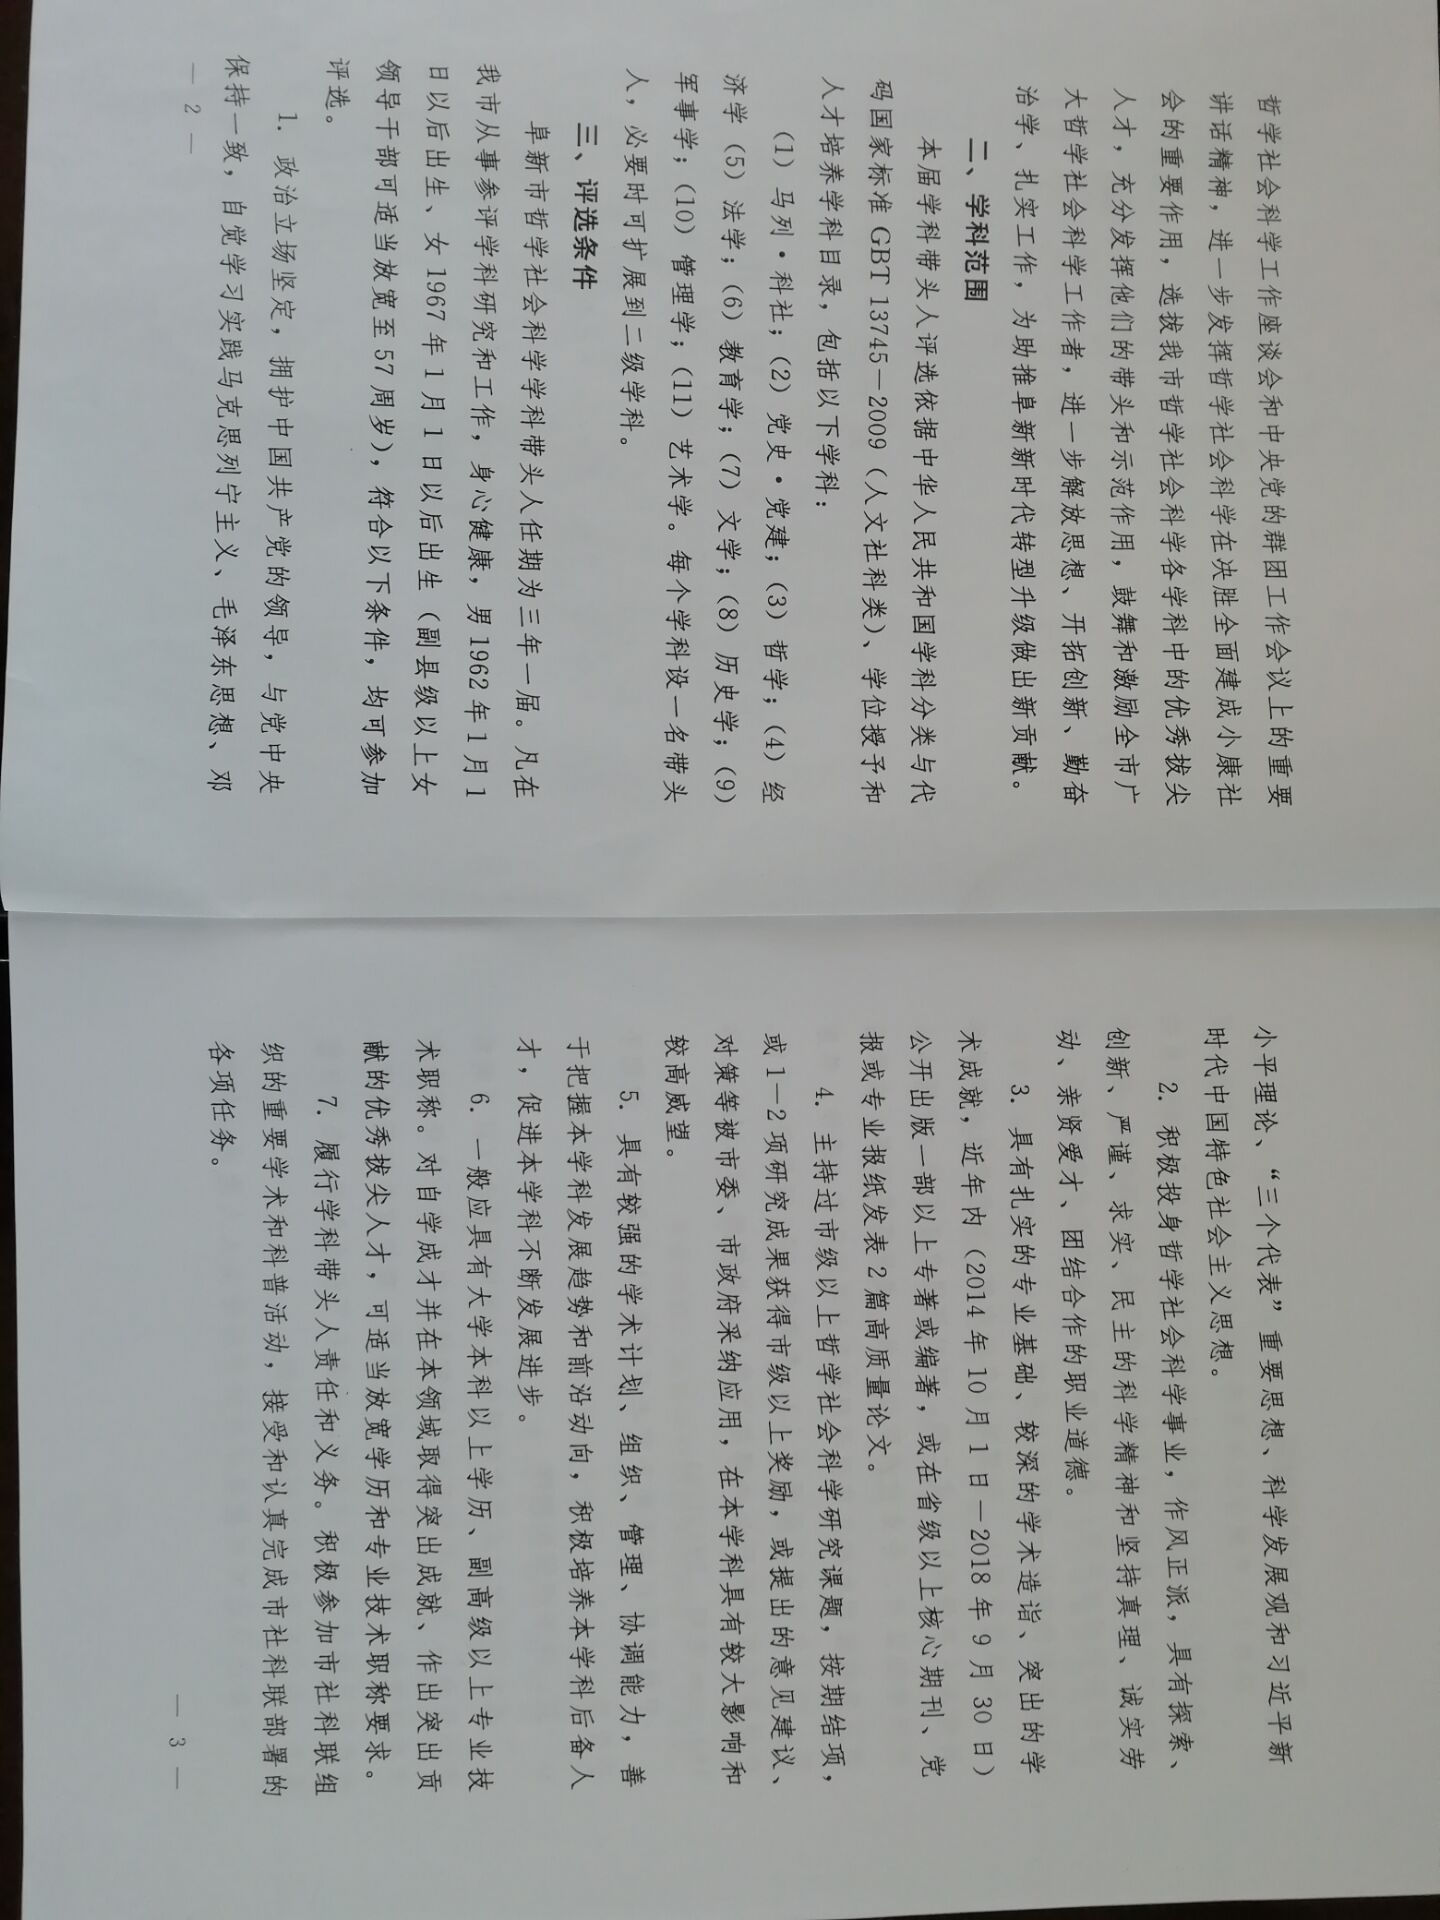 哲学社会科学工作座谈会和中央党的群团工作会议上的重要
讲话精神，进一步发挥哲学社会科学在决胜全面建成小康社
会的重要作用，选拔我市哲学社会科学各学科中的优秀拔尖
人才，充分发挥他们的带头和示范作用，鼓舞和激励全市广
大哲学社会科学工作者，进一步解放思想、开拓创新、勤奋
治学、扎实工作，为助推阜新新时代转型升级做出新贡献。
二、学科范围
本届学科带头人评选依据中华人民共和国学科分类与代
码国家标准 GBT 13745－2009（人文社科类）、学位授予和
人才培养学科目录，包括以下学科：
（1）马列·科社；（2）党史·党建；（3）哲学；（4）经
济学（5）法学；（6）教育学；（7）文学；（8）历史学；（9）
军事学；（10）管理学；（11）艺术学。每个学科设一名带头
人，必要时可扩展到二级学科。
三、评选条件
阜新市哲学社会科学学科带头人任期为三年一届。凡在
我市从事参评学科研究和工作，身心健康，男1962年1月1
日以后出生、女1967年1月1日以后出生（副县级以上女
领导干部可适当放宽至57周岁），符合以下条件，均可参加
评选。
1. 政治立场坚定，拥护中国共产党的领导，与党中央
保持一致，自觉学习实践马克思列宁主义、毛泽东思想、邓
— 2 —
小平理论、“三个代表”重要思想、科学发展观和习近平新
时代中国特色社会主义思想。
2. 积极投身哲学社会科学事业，作风正派，具有探索、
创新、严谨、求实、民主的科学精神和坚持真理、诚实劳
动、亲贤爱才、团结合作的职业道德。
3. 具有扎实的专业基础、较深的学术造诣、突出的学
术成就，近年内（2014年10月1日－2018年9月30日）
公开出版一部以上专著或编著，或在省级以上核心期刊、党
报或专业报纸发表2篇高质量论文。
4. 主持过市级以上哲学社会科学研究课题，按期结项，
或1－2项研究成果获得市级以上奖励，或提出的意见建议、
对策等被市委、市政府采纳应用，在本学科具有较大影响和
较高威望。
5. 具有较强的学术计划、组织、管理、协调能力，善
于把握本学科发展趋势和前沿动向，积极培养本学科后备人
才，促进本学科不断发展进步。
6. 一般应具有大学本科以上学历、副高级以上专业技
术职称。对自学成才并在本领域取得突出成就、作出突出贡
献的优秀拔尖人才，可适当放宽学历和专业技术职称要求。
7. 履行学科带头人责任和义务。积极参加市社科联组
织的重要学术和科普活动，接受和认真完成市社科联部署的
各项任务。
— 3 —